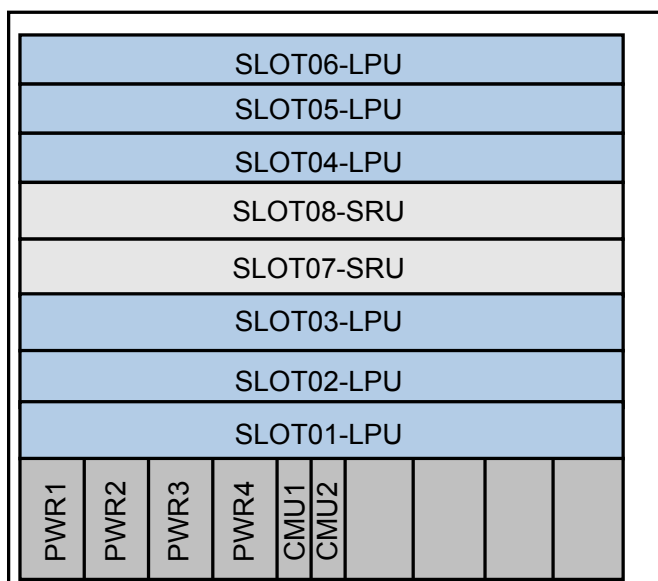 SLOT06-LPU
SLOT05-LPU
SLOT04-LPU
SLOT08-SRU
SLOT07-SRU
SLOT03-LPU
SLOT02-LPU
SLOT01-LPU
PWR1
PWR2
PWR3
PWR4
CMU1
CMU2